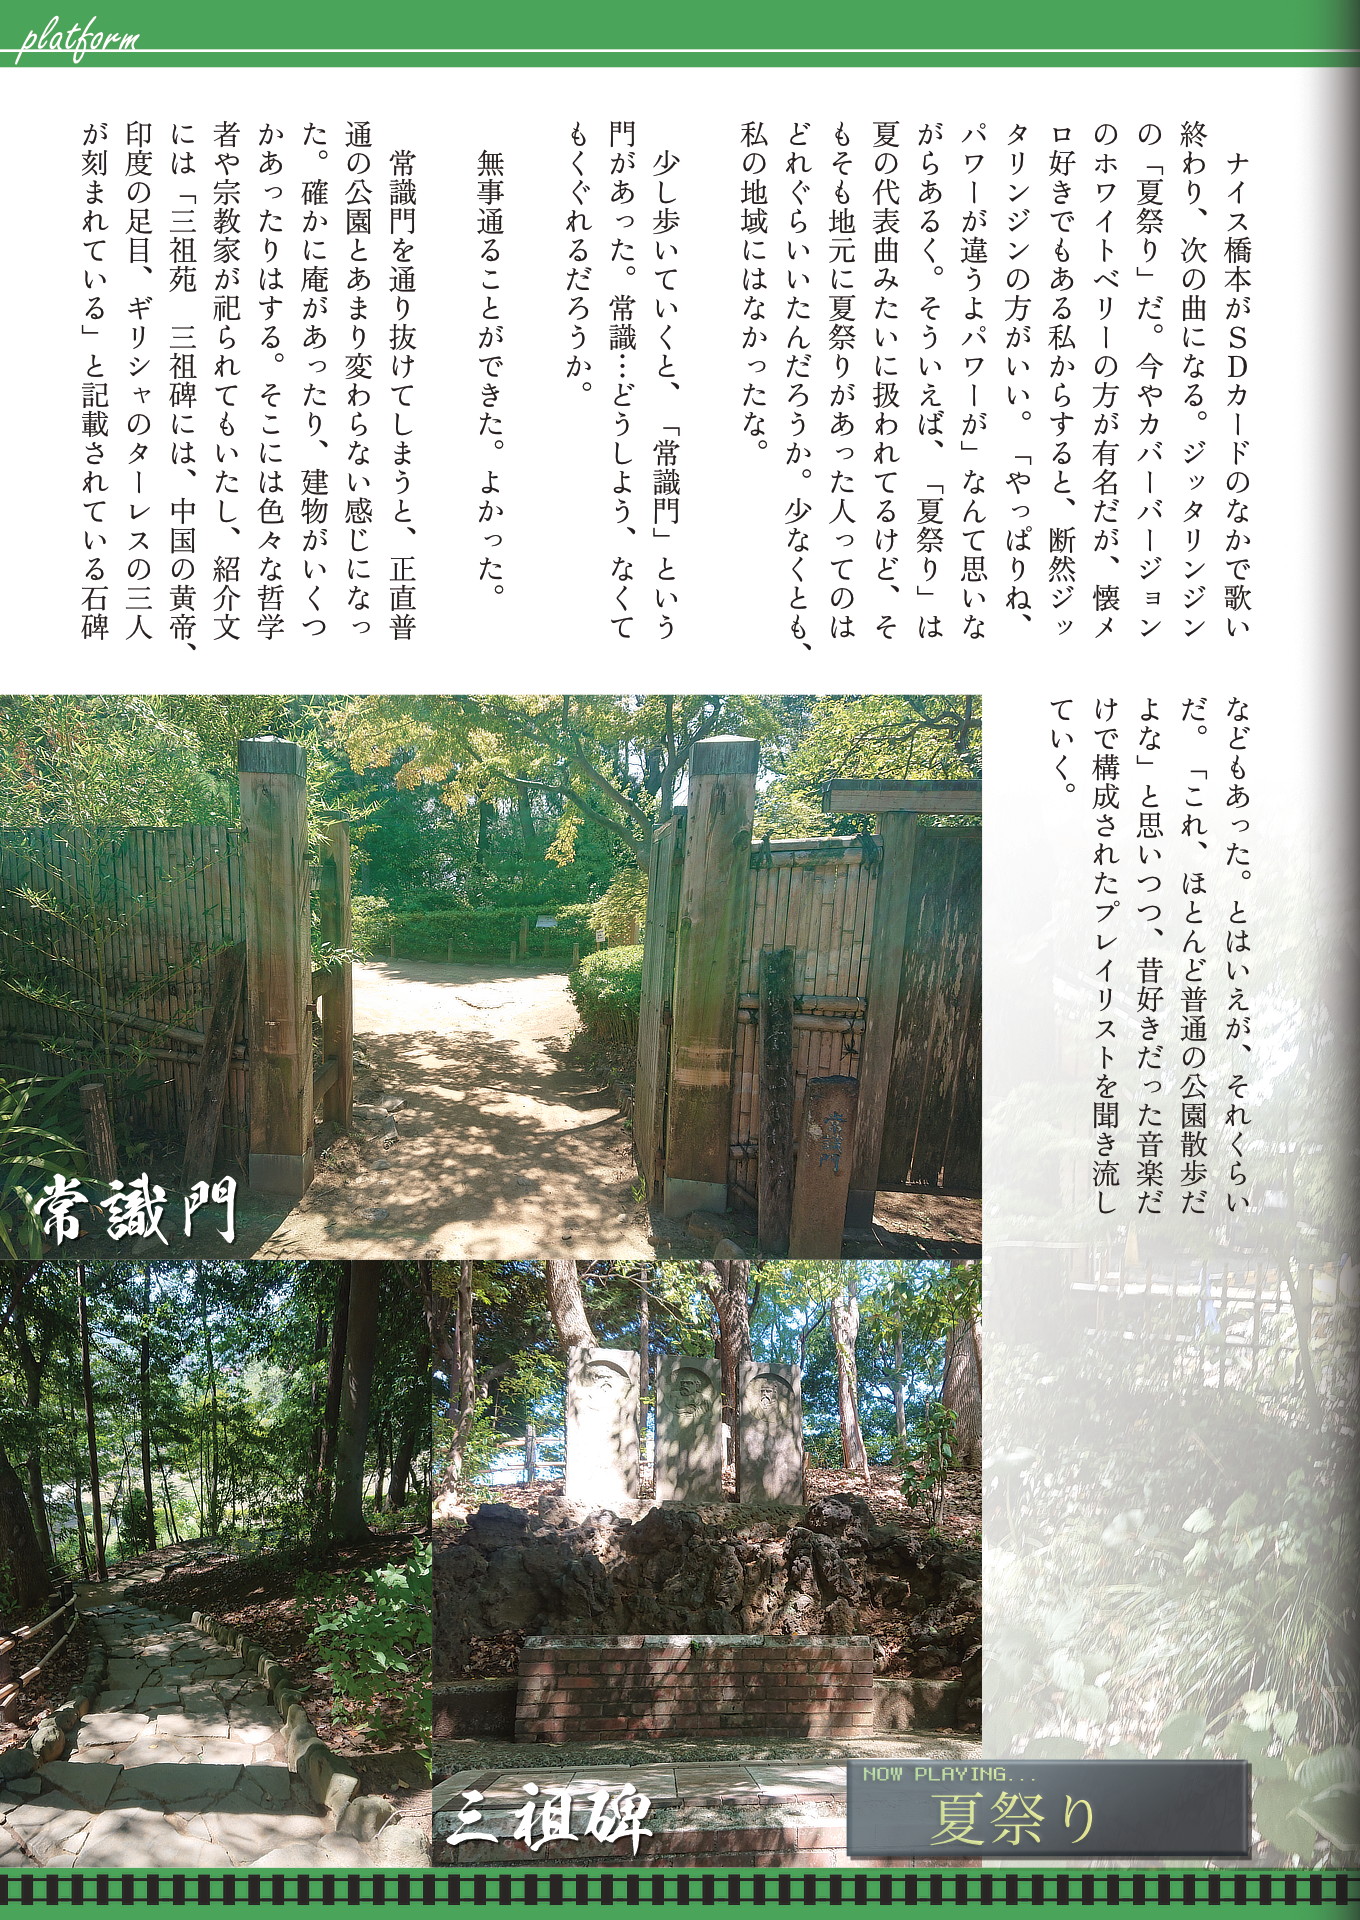 platform
ナイス橋本がSDカードのなかで歌い
終わり、次の曲になる。ジッタリンジン
の「夏祭り」だ。今やカバーバージョン
のホワイトベリーの方が有名だが、懐メ
ロ好きでもある私からすると、断然ジッ
タリンジンの方がいい。「やっぱりね、
パワーが違うよパワーが」なんて思いな
がらあるく。そういえば、「夏祭り」は
夏の代表曲みたいに扱われてるけど、そ
もそも地元に夏祭りがあった人ってのは
どれぐらいいたんだろうか。少なくとも、
私の地域にはなかったな。
少し歩いていくと、「常識門」という
門があった。常識…どうしよう、なくて
もくぐれるだろうか。
無事通ることができた。よかった。
常識門を通り抜けてしまうと、正直普
通の公園とあまり変わらない感じになっ
た。確かに庵があったり、建物がいくつ
かあったりはする。そこには色々な哲学
者や宗教家が祀られてもいたし、紹介文
には「三祖苑　三祖碑には、中国の黄帝、
印度の足目、ギリシャのターレスの三人
が刻まれている」と記載されている石碑
などもあった。とはいえが、それくらい
だ。「これ、ほとんど普通の公園散歩だ
よな」と思いつつ、昔好きだった音楽だ
けで構成されたプレイリストを聞き流し
ていく。
常識門
常識門
三祖碑
NOW PLAYING...
夏祭り